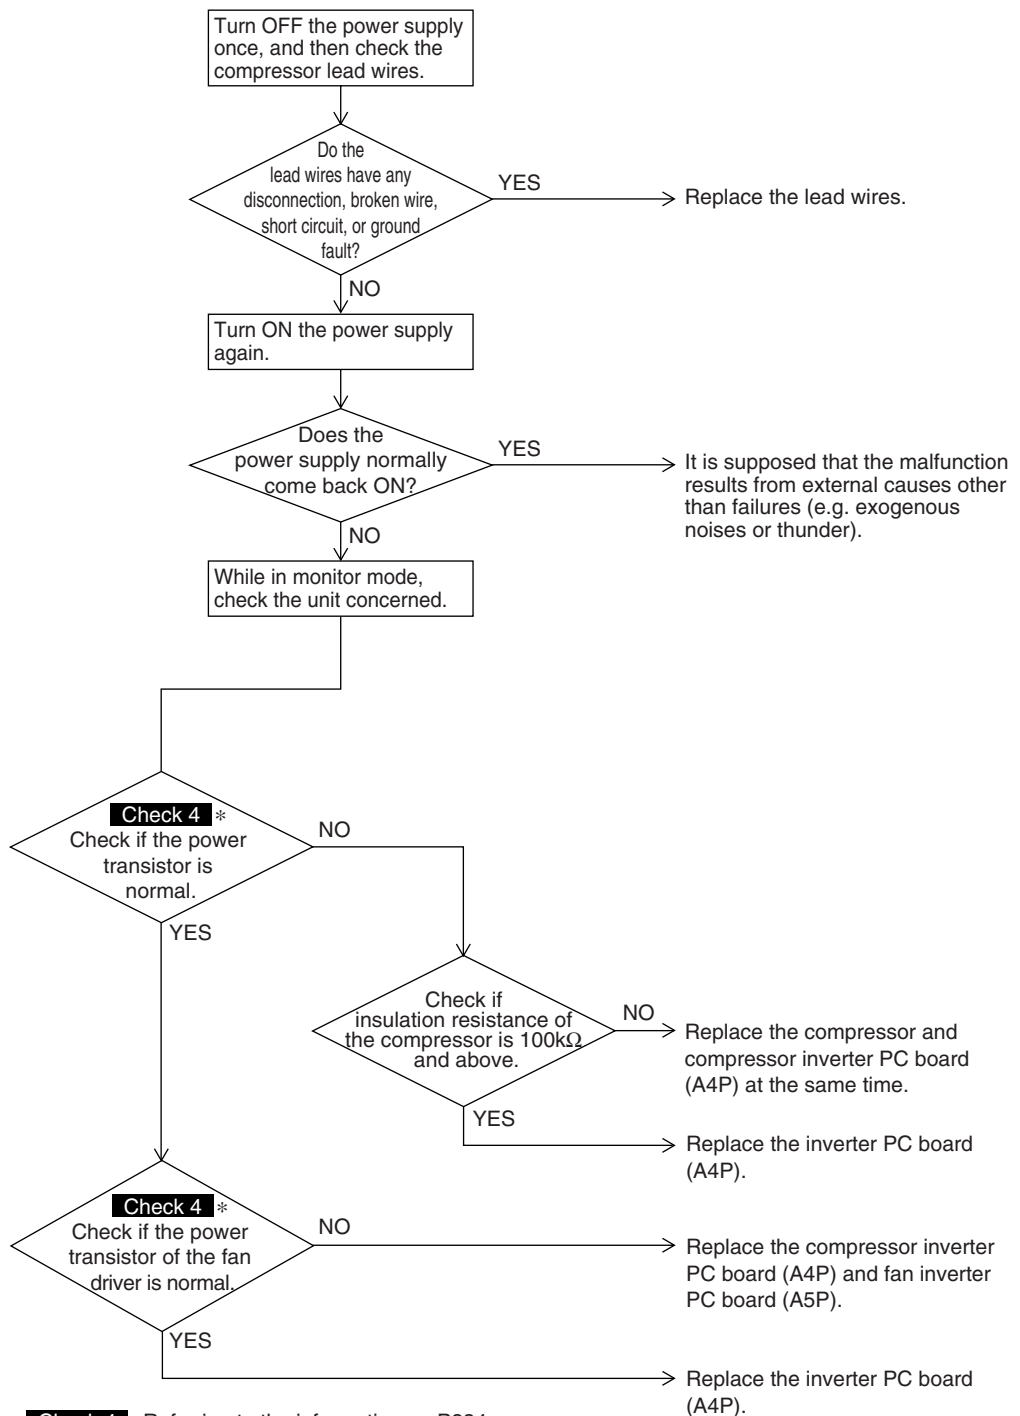 Turn OFF the power supply
once, and then check the
compressor lead wires.
Do the
lead wires have any
disconnection, broken wire,
short circuit, or ground
fault?
YES
Replace the lead wires.
NO
Turn ON the power supply
again.
Does the
power supply normally
come back ON?
YES
It is supposed that the malfunction
results from external causes other
than failures (e.g. exogenous
noises or thunder).
NO
While in monitor mode,
check the unit concerned.
Check 4 *
Check if the power
transistor is
normal.
NO
YES
Check if
insulation resistance of
the compressor is 100kΩ
and above.
NO
Replace the compressor and
compressor inverter PC board
(A4P) at the same time.
YES
Replace the inverter PC board
(A4P).
Check 4 *
Check if the power
transistor of the fan
driver is normal.
NO
Replace the compressor inverter
PC board (A4P) and fan inverter
PC board (A5P).
YES
Replace the inverter PC board
(A4P).